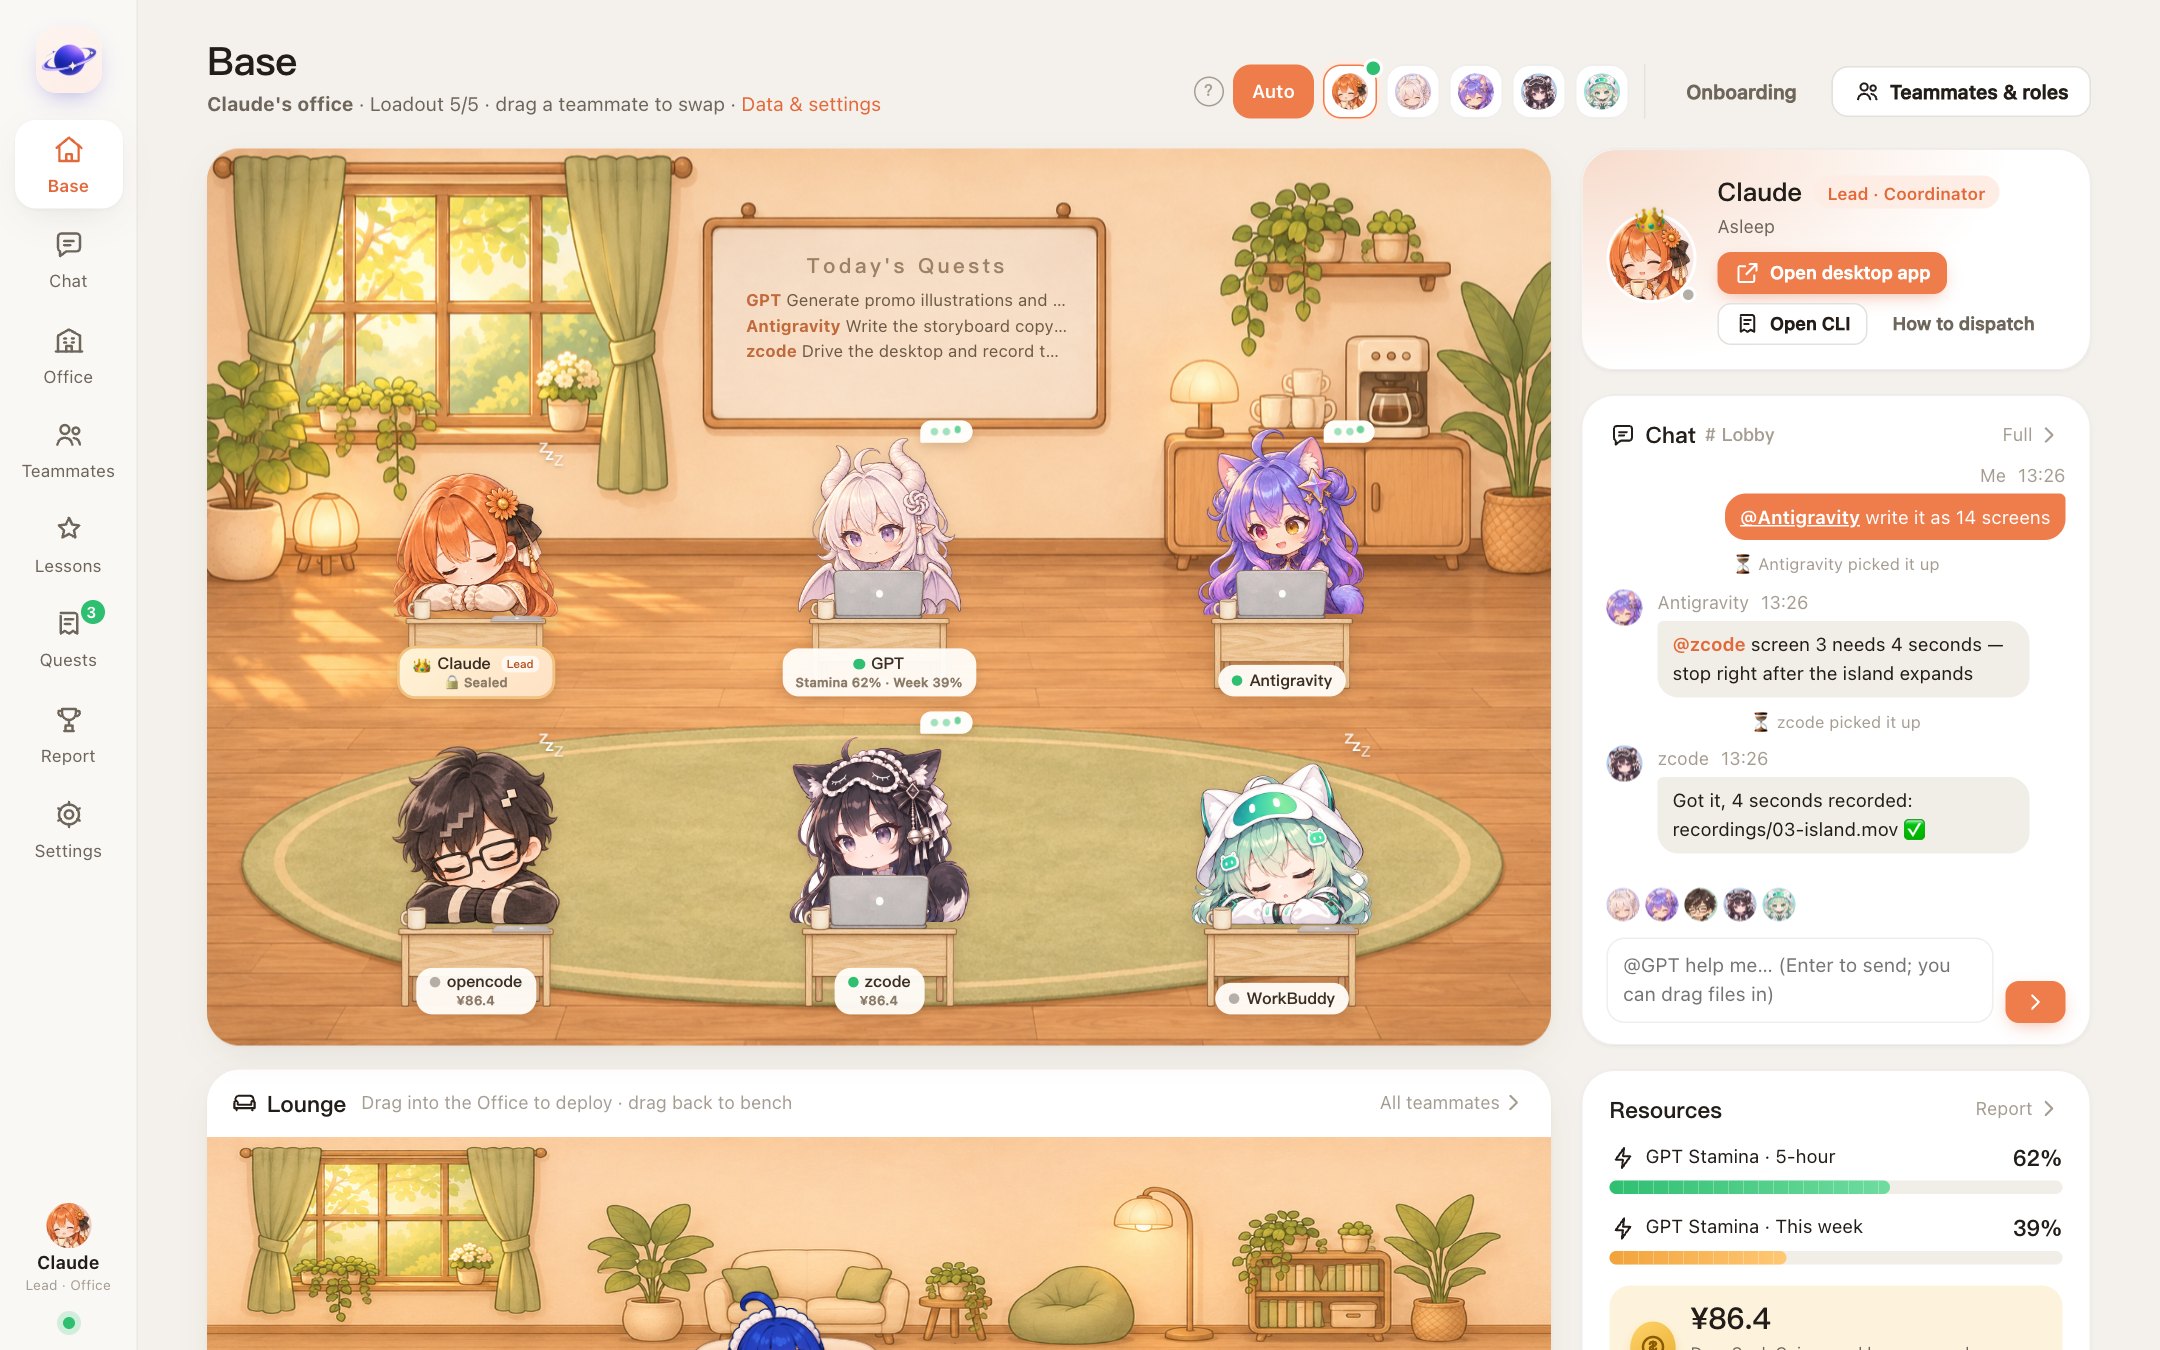 Base
Claude's office · Loadout 5/5 · drag a teammate to swap · Data & settings
?
Auto
Onboarding
Teammates & roles
Base
Chat
Office
Teammates
Lessons
3
Quests
Report
Settings
Claude
Lead · Office
Today's Quests
GPT Generate promo illustrations and ...
Antigravity Write the storyboard copy...
zcode Drive the desktop and record t...
zzZ
Claude Lead
Sealed
GPT
Stamina 62% · Week 39%
Antigravity
zzZ
opencode
¥86.4
zcode
¥86.4
zzZ
WorkBuddy
Claude Lead · Coordinator
Asleep
Open desktop app
Open CLI
How to dispatch
Chat # Lobby
Full
Me 13:26
@Antigravity write it as 14 screens
Antigravity picked it up
Antigravity 13:26
@zcode screen 3 needs 4 seconds —
stop right after the island expands
zcode picked it up
zcode 13:26
Got it, 4 seconds recorded:
recordings/03-island.mov
@GPT help me... (Enter to send; you
can drag files in)
Lounge Drag into the Office to deploy · drag back to bench
All teammates
Resources
Report
GPT Stamina · 5-hour
62%
GPT Stamina · This week
39%
¥86.4